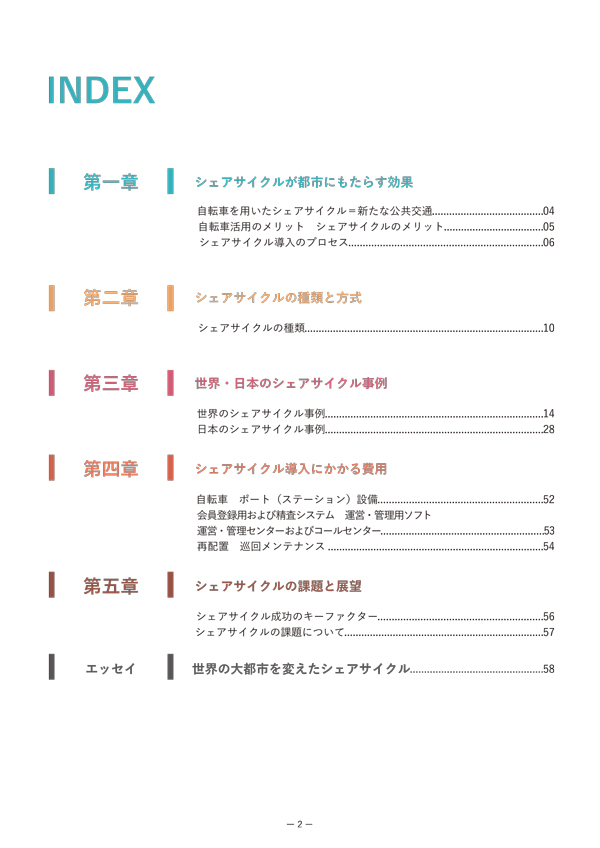 INDEX
第一章 シェアサイクルが都市にもたらす効果
自転車を用いたシェアサイクル＝新たな公共交通......................................04
自転車活用のメリット　シェアサイクルのメリット..................................05
シェアサイクル導入のプロセス....................................................................06
第二章 シェアサイクルの種類と方式
シェアサイクルの種類....................................................................................10
第三章 世界・日本のシェアサイクル事例
世界のシェアサイクル事例............................................................................14
日本のシェアサイクル事例............................................................................28
第四章 シェアサイクル導入にかかる費用
自転車　ポート（ステーション）設備..........................................................52
会員登録用および精査システム　運営・管理用ソフト
運営・管理センターおよびコールセンター.........................................................53
再配置　巡回メンテナンス ...........................................................................54
第五章 シェアサイクルの課題と展望
シェアサイクル成功のキーファクター..........................................................56
シェアサイクルの課題について.....................................................................57
エッセイ 世界の大都市を変えたシェアサイクル.............................................58
― 2 ―